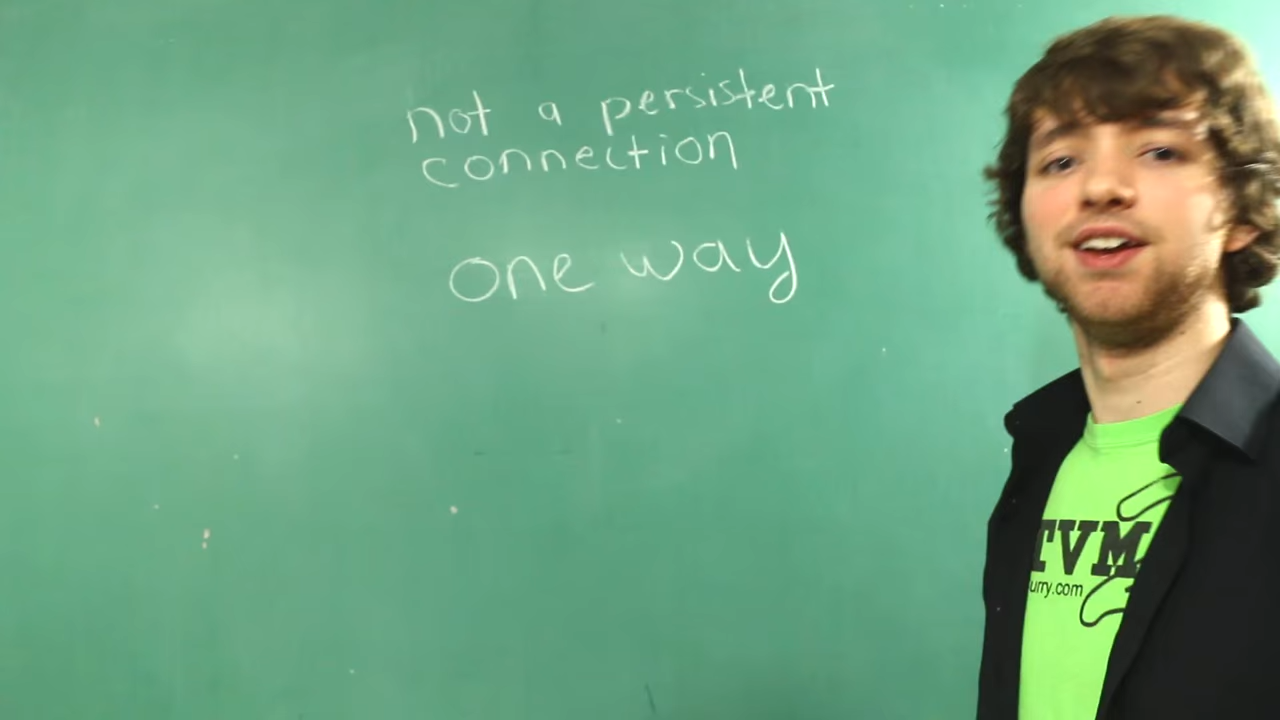 not a persistent
connection
one way
TVM
urry.com